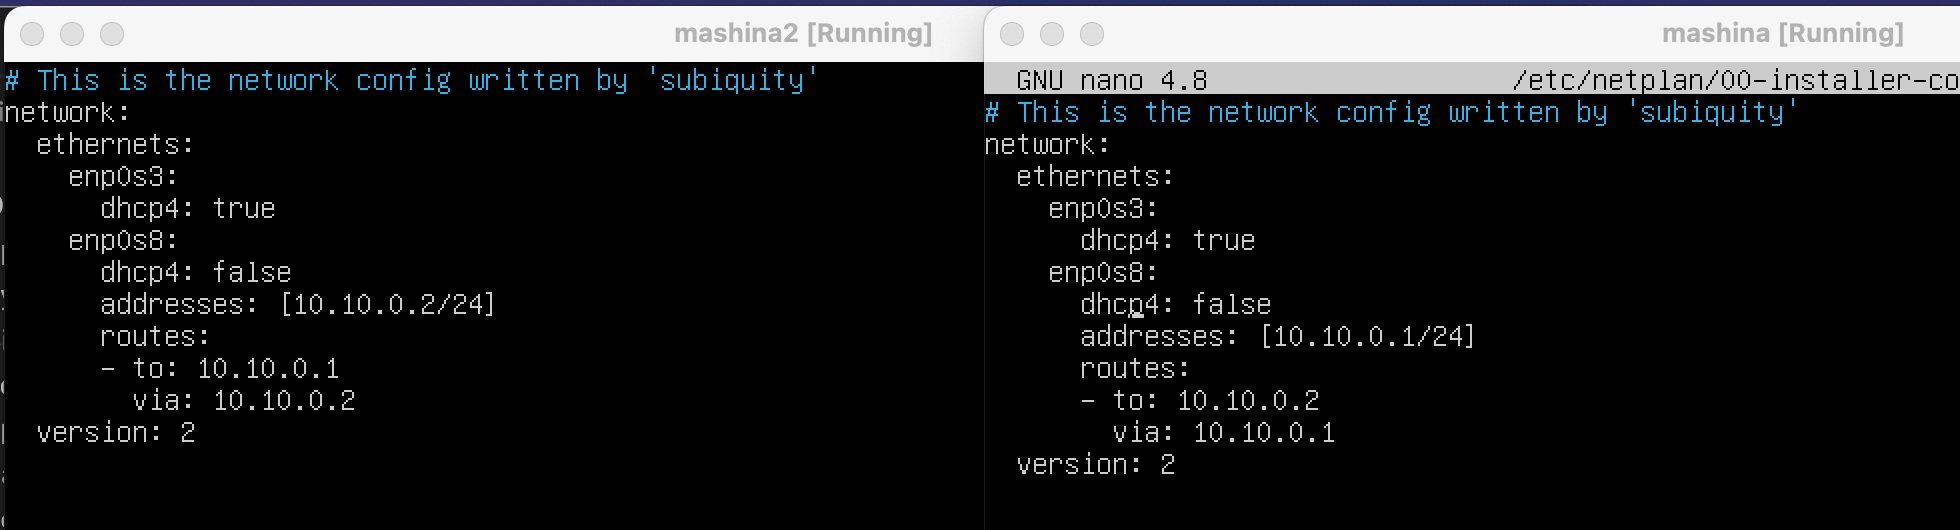 mashina2 [Running]
# This is the network config written by 'subiquity'
network:
  ethernets:
    enp0s3:
      dhcp4: true
    enp0s8:
      dhcp4: false
      addresses: [10.10.0.2/24]
      routes:
      - to: 10.10.0.1
        via: 10.10.0.2
  version: 2
mashina [Running]
GNU nano 4.8 /etc/netplan/00-installer-co
# This is the network config written by 'subiquity'
network:
  ethernets:
    enp0s3:
      dhcp4: true
    enp0s8:
      dhcp4: false
      addresses: [10.10.0.1/24]
      routes:
      - to: 10.10.0.2
        via: 10.10.0.1
  version: 2